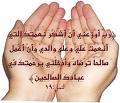 رب أوزعني أن أشكر نعمتك التي
أنعمت علي وعلى والدي وأن أعمل
صالحا ترضاه وأدخلني برحمتك في
عبادك الصالحين